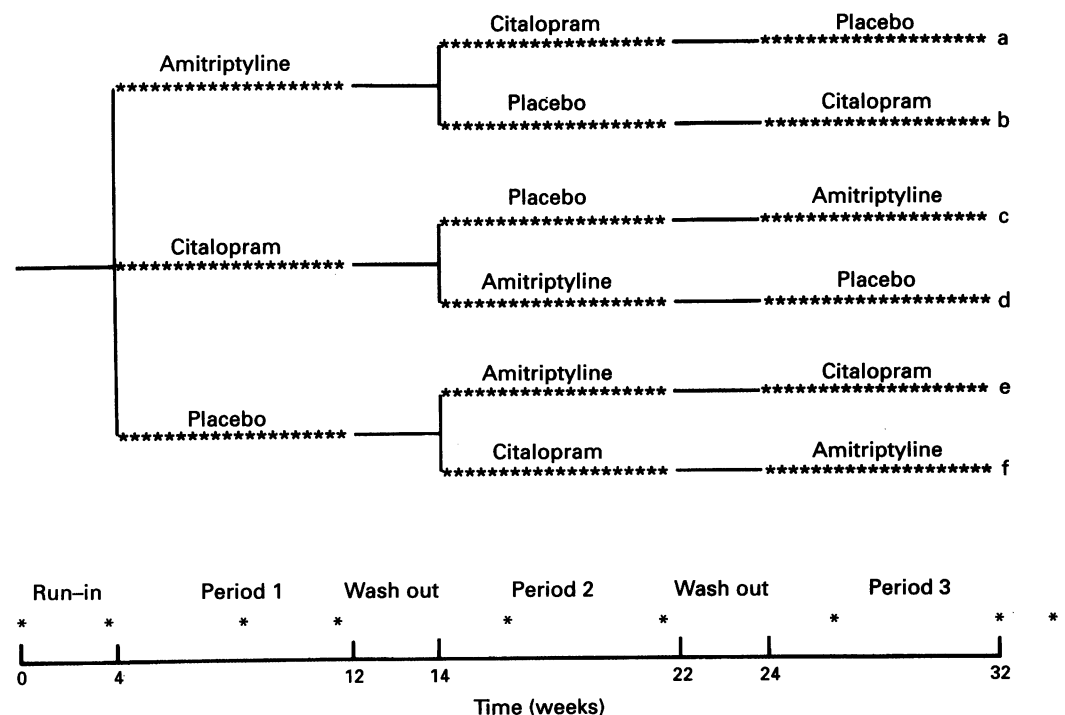 Citalopram Placebo
Amitriptyline ******************** ******************** a
********************
Placebo Citalopram
******************** ******************** b
Placebo Amitriptyline
Citalopram ******************** ******************** c
********************
Amitriptyline Placebo
******************** ******************** d
Amitriptyline Citalopram
Placebo ******************** ******************** e
********************
Citalopram Amitriptyline
******************** ******************** f
Run–in Period 1 Wash out Period 2 Wash out Period 3
* * * * * * * * *
0 4 12 14 22 24 32
Time (weeks)